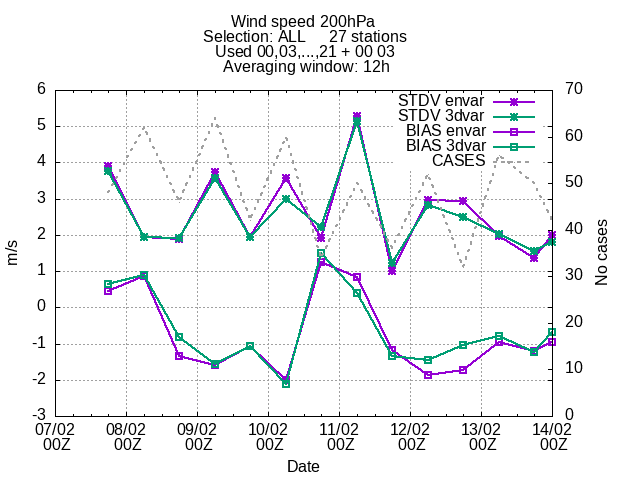 Wind speed 200hPa
Selection: ALL 27 stations
Used 00,03,...,21 + 00 03
Averaging window: 12h
STDV envar
STDV 3dvar
BIAS envar
BIAS 3dvar
CASES
6
5
4
3
2
1
0
-1
-2
-3
m/s
70
60
50
40
30
20
10
0
No cases
07/02 08/02 09/02 10/02 11/02 12/02 13/02 14/02
00Z 00Z 00Z 00Z 00Z 00Z 00Z 00Z
Date